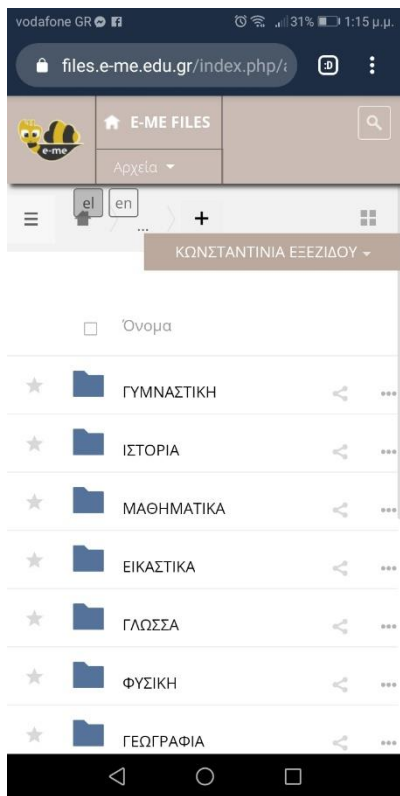 vodafone GR 31% 1:15 μ.μ.
files.e-me.edu.gr/index.php/a :D
e-me
E-ME FILES
Αρχεία
el en
... +
ΚΩΝΣΤΑΝΤΙΝΙΑ ΕΞΕΖΙΔΟΥ
Όνομα
ΓΥΜΝΑΣΤΙΚΗ
ΙΣΤΟΡΙΑ
ΜΑΘΗΜΑΤΙΚΑ
ΕΙΚΑΣΤΙΚΑ
ΓΛΩΣΣΑ
ΦΥΣΙΚΗ
ΓΕΩΓΡΑΦΙΑ